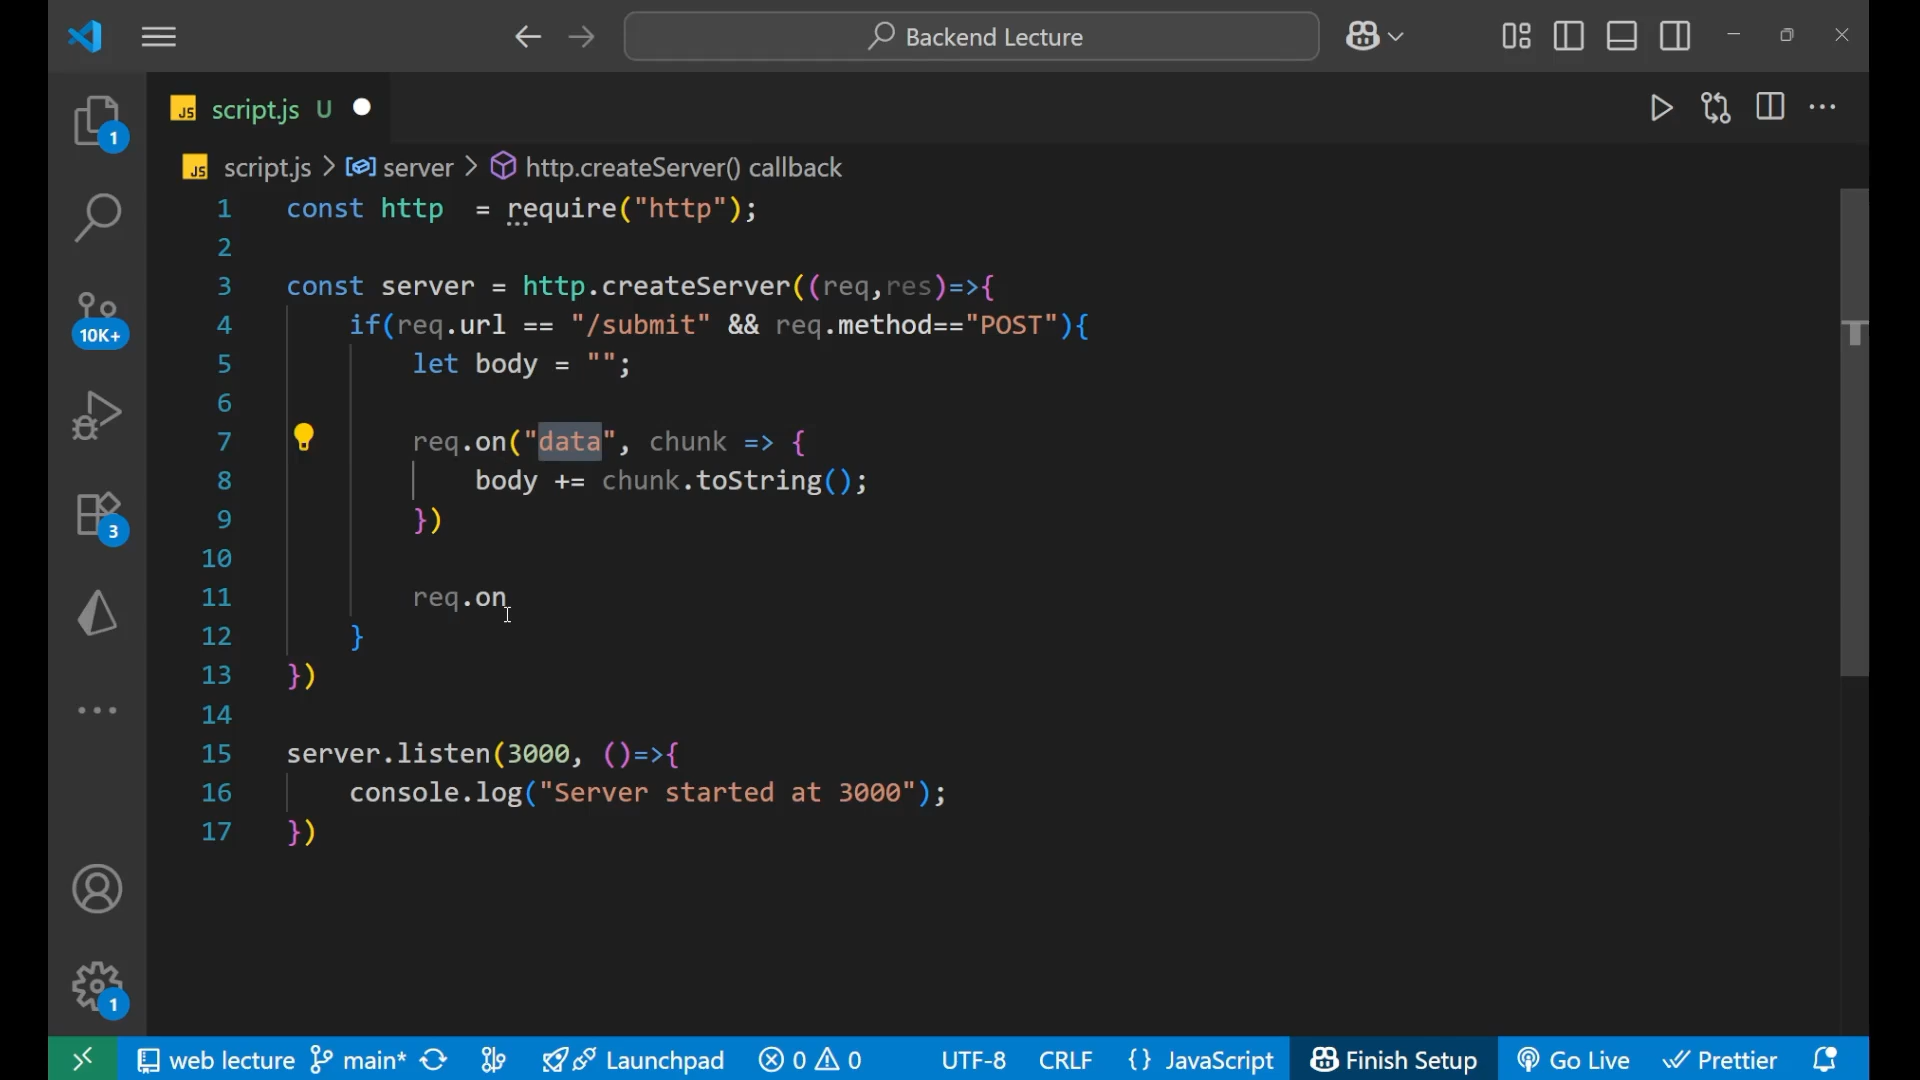 Backend Lecture
JS script.js U
1
JS script.js > server > http.createServer() callback
1 const http  = require("http");
2
3 const server = http.createServer((req,res)=>{
4     if(req.url == "/submit" && req.method=="POST"){
10K+
5         let body = "";
6
7         req.on("data", chunk => {
8             body += chunk.toString();
9         })
3
10
11         req.on
12     }
13 })
14
15 server.listen(3000, ()=>{
16     console.log("Server started at 3000");
17 })
1
web lecture main* Launchpad 0 0 UTF-8 CRLF {} JavaScript Finish Setup Go Live Prettier